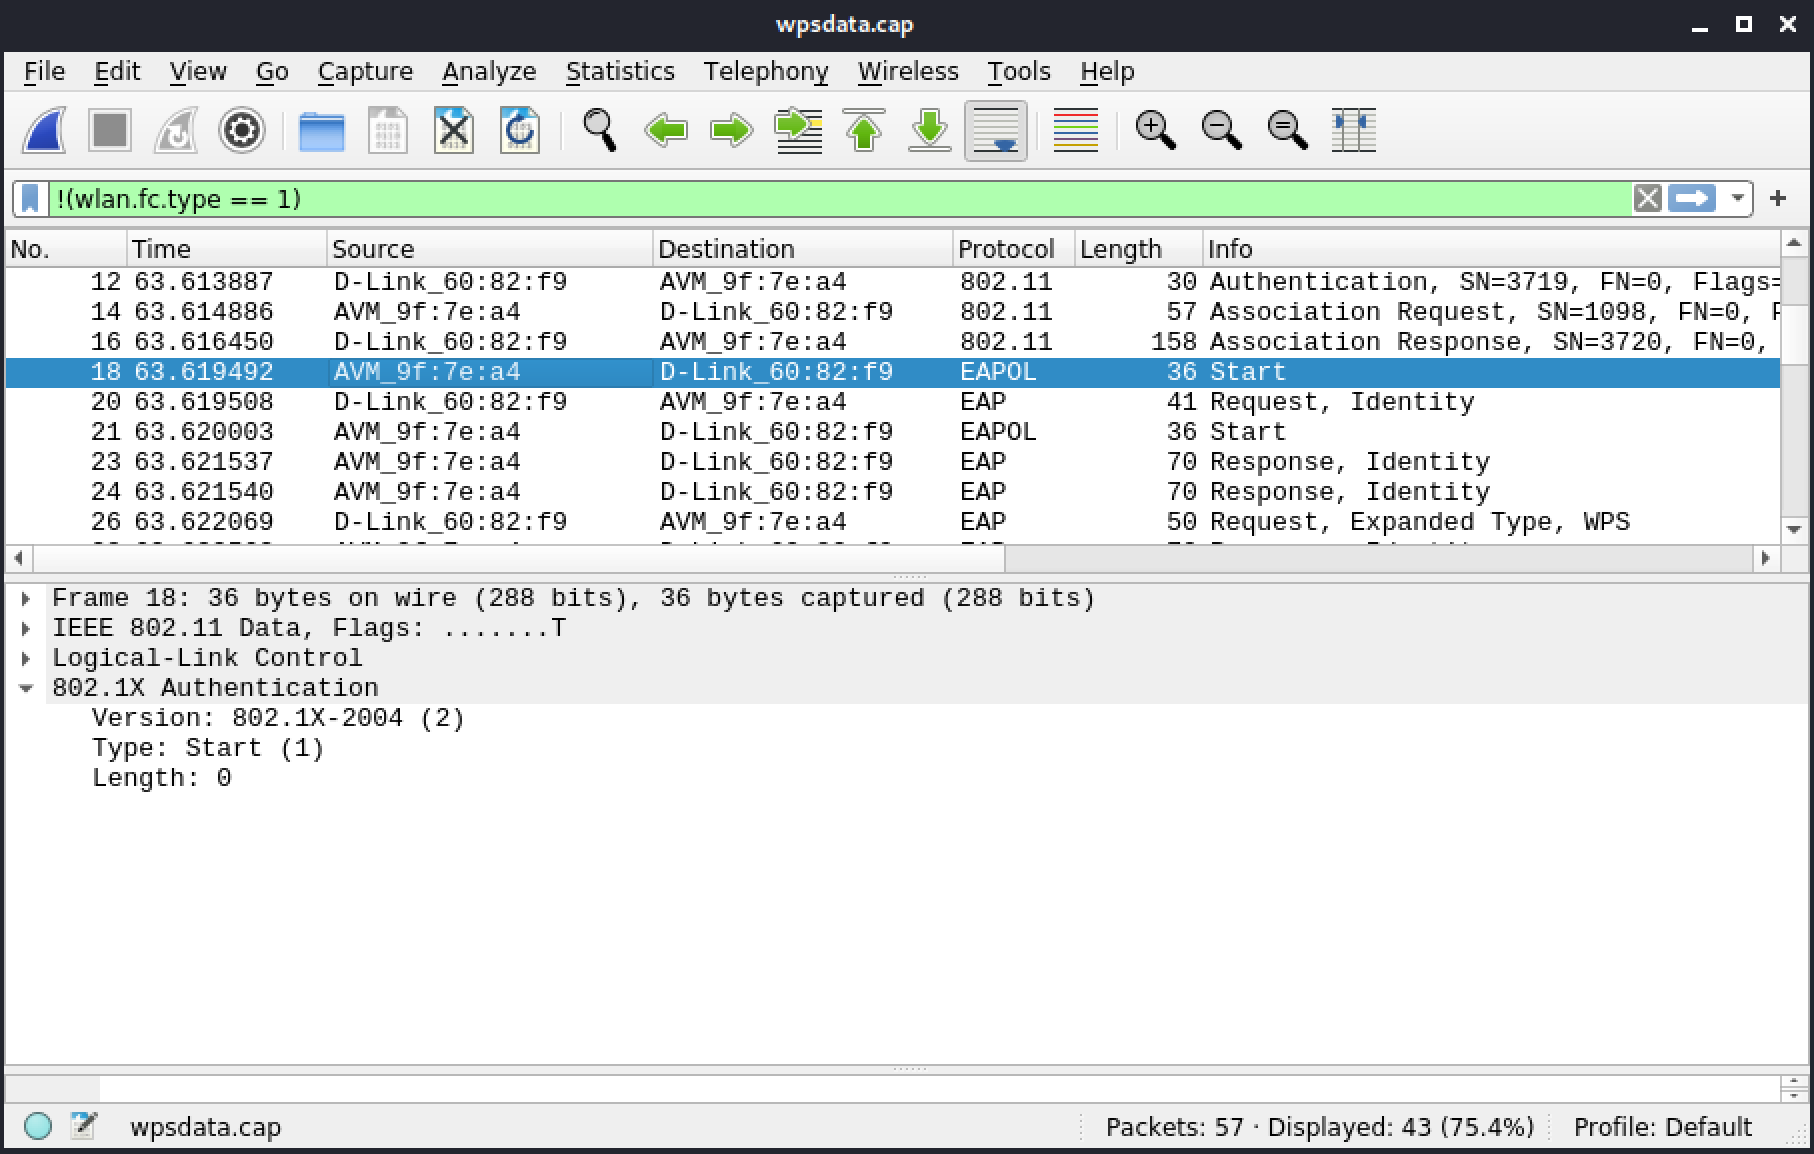 wpsdata.cap
File Edit View Go Capture Analyze Statistics Telephony Wireless Tools Help
!(wlan.fc.type == 1)
No. Time Source Destination Protocol Length Info
12 63.613887 D-Link_60:82:f9 AVM_9f:7e:a4 802.11 30 Authentication, SN=3719, FN=0, Flags=
14 63.614886 AVM_9f:7e:a4 D-Link_60:82:f9 802.11 57 Association Request, SN=1098, FN=0,
16 63.616450 D-Link_60:82:f9 AVM_9f:7e:a4 802.11 158 Association Response, SN=3720, FN=0,
18 63.619492 AVM_9f:7e:a4 D-Link_60:82:f9 EAPOL 36 Start
20 63.619508 D-Link_60:82:f9 AVM_9f:7e:a4 EAP 41 Request, Identity
21 63.620003 AVM_9f:7e:a4 D-Link_60:82:f9 EAPOL 36 Start
23 63.621537 AVM_9f:7e:a4 D-Link_60:82:f9 EAP 70 Response, Identity
24 63.621540 AVM_9f:7e:a4 D-Link_60:82:f9 EAP 70 Response, Identity
26 63.622069 D-Link_60:82:f9 AVM_9f:7e:a4 EAP 50 Request, Expanded Type, WPS
Frame 18: 36 bytes on wire (288 bits), 36 bytes captured (288 bits)
IEEE 802.11 Data, Flags: .......T
Logical-Link Control
802.1X Authentication
Version: 802.1X-2004 (2)
Type: Start (1)
Length: 0
wpsdata.cap Packets: 57 · Displayed: 43 (75.4%) Profile: Default